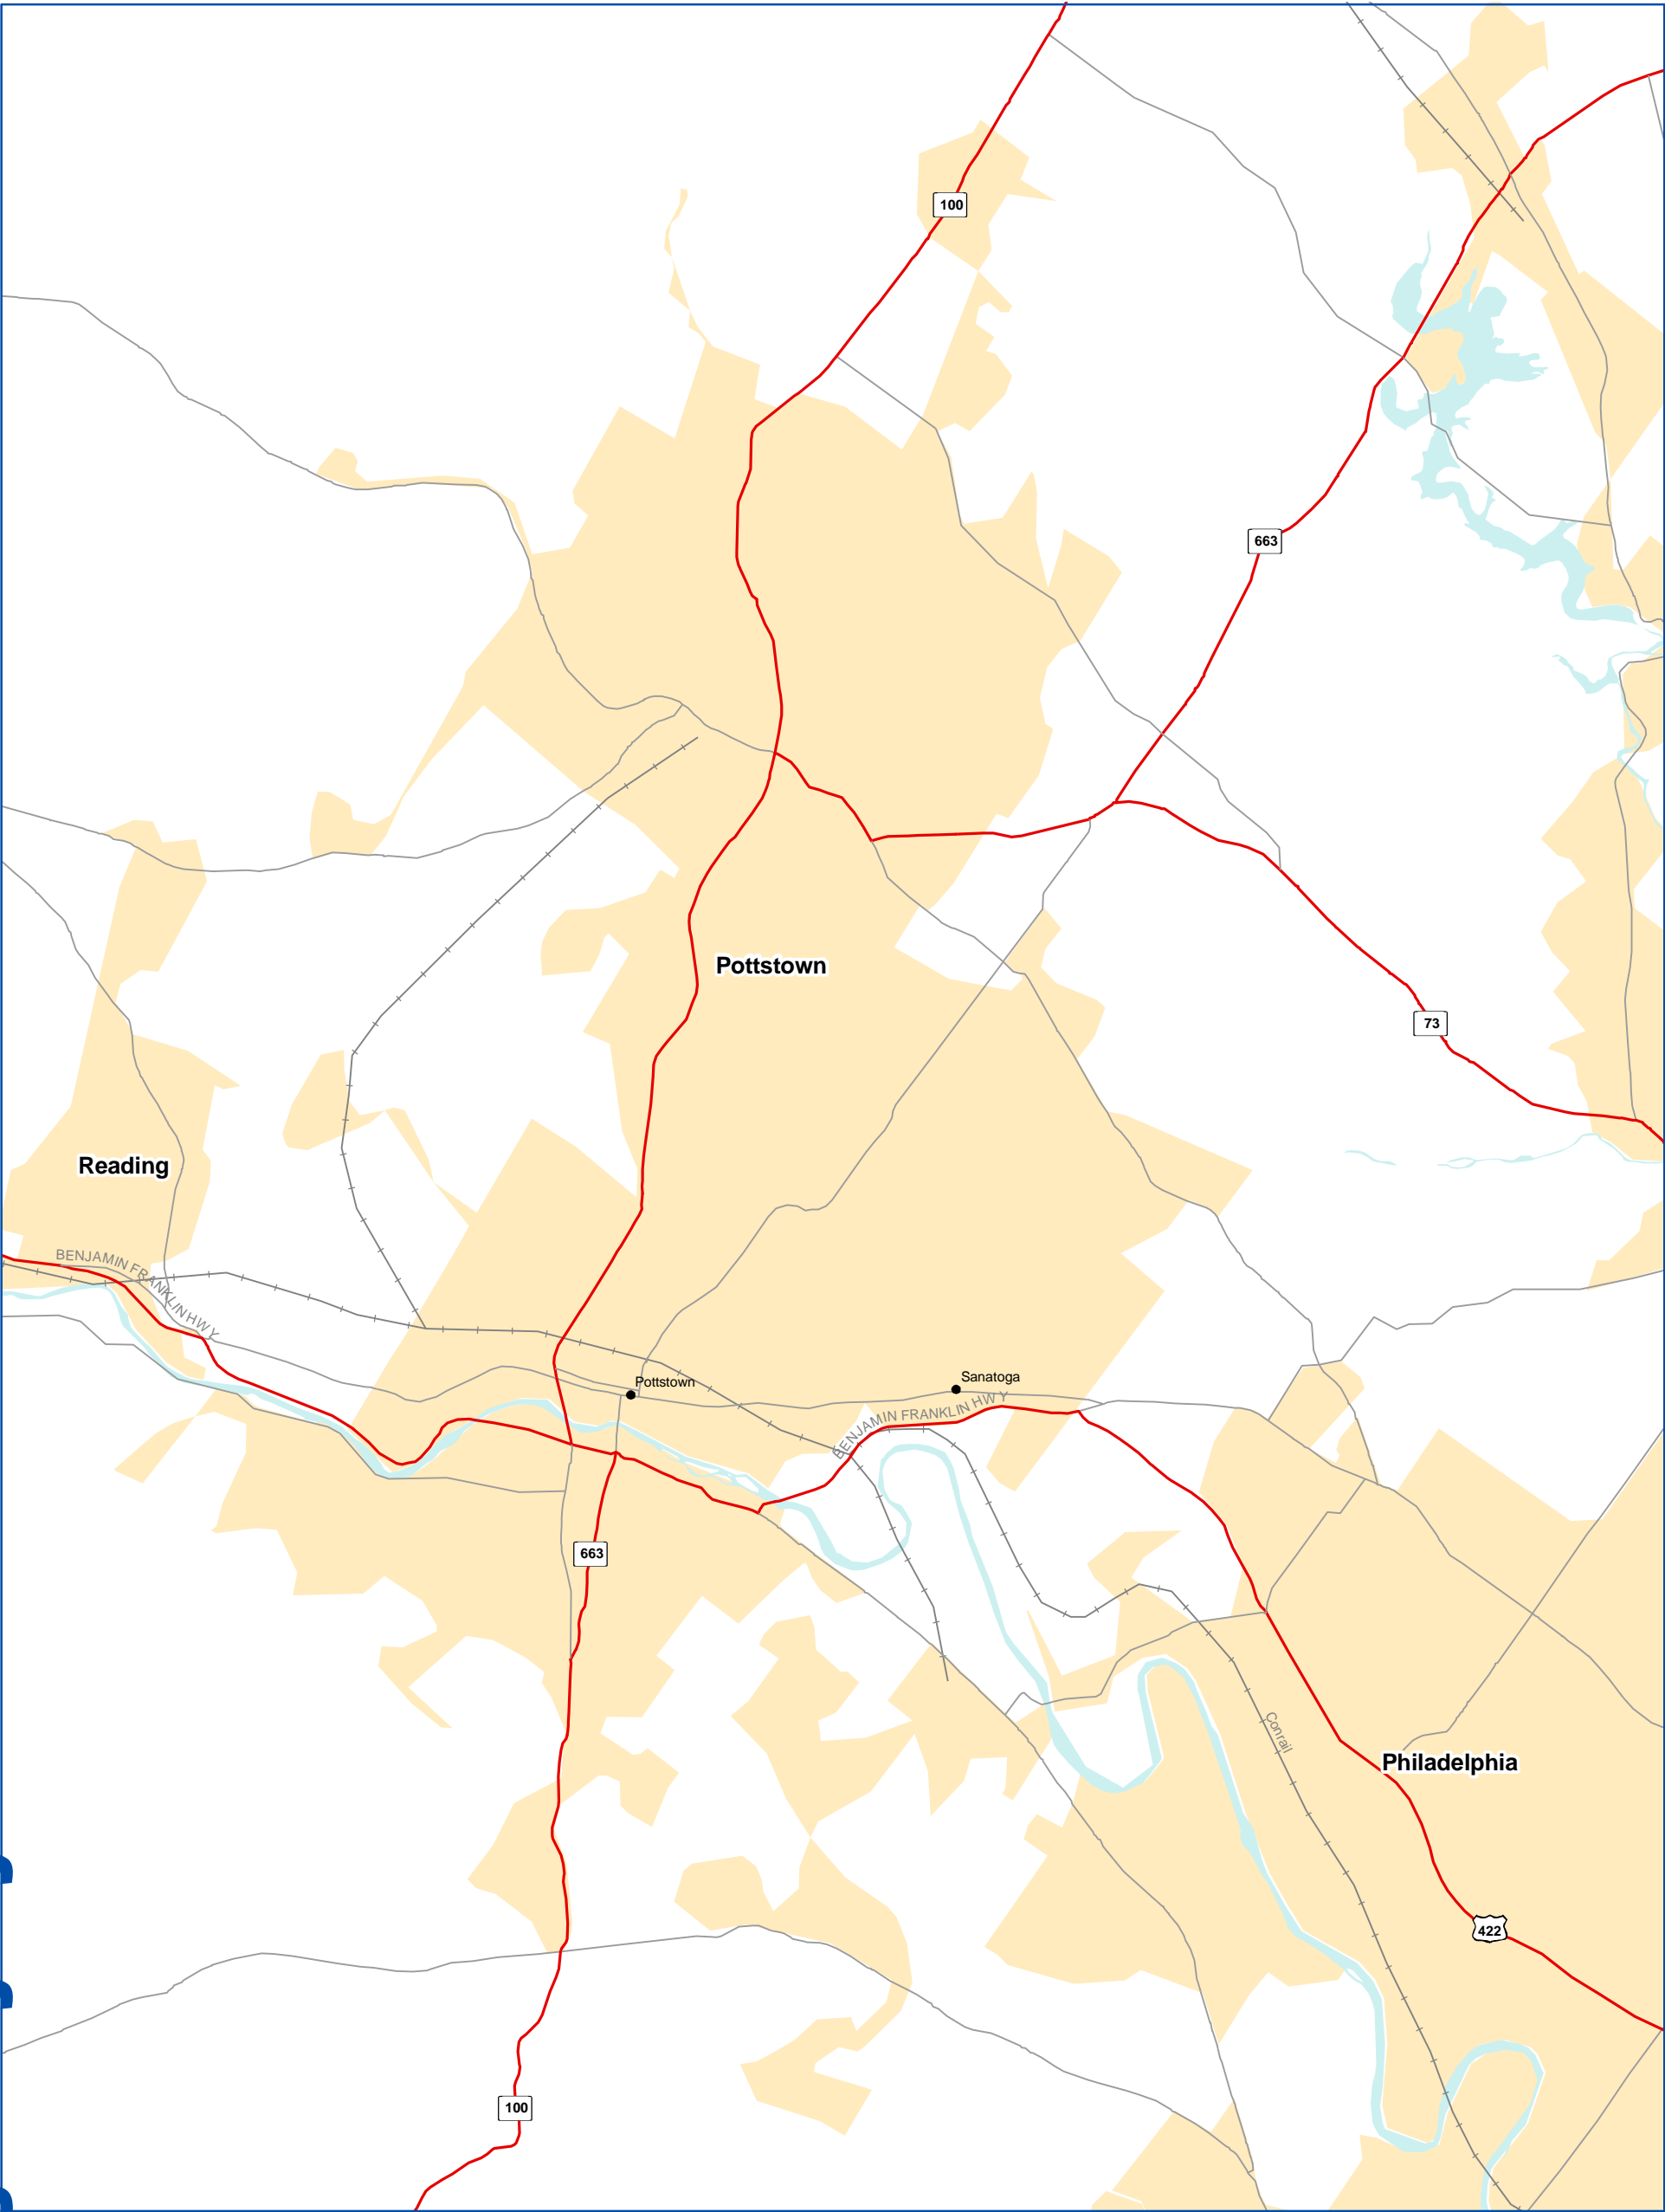 100
663
Pottstown
73
Reading
BENJAMIN FRANKLIN HWY
Pottstown
Sanatoga
BENJAMIN FRANKLIN HWY
663
Conrail
Philadelphia
422
100